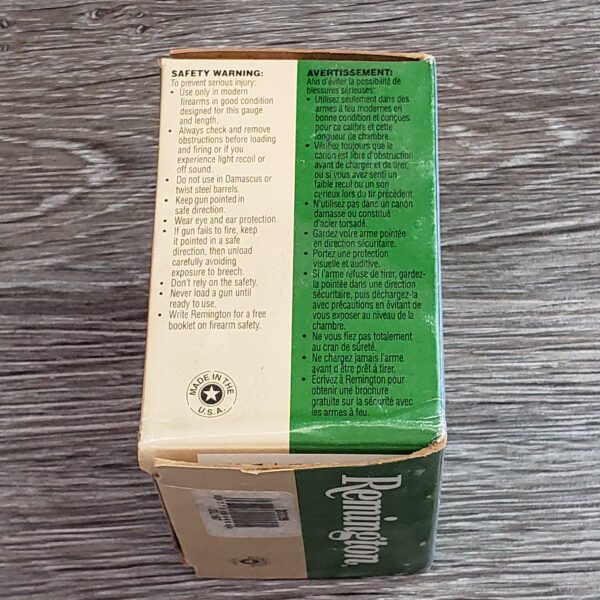 SAFETY WARNING:
To prevent serious injury:
• Use only in modern
firearms in good condition
designed for this gauge
and length.
• Always check and remove
obstructions before loading
and firing or if you
experience light recoil or
off sound.
• Do not use in Damascus or
twist steel barrels.
• Keep gun pointed in
safe direction.
• Wear eye and ear protection.
• If gun fails to fire, keep
it pointed in a safe
direction, then unload
carefully avoiding
exposure to breech.
• Don't rely on the safety.
• Never load a gun until
ready to use.
• Write Remington for a free
booklet on firearm safety.
MADE IN THE
U.S.A.
AVERTISSEMENT:
Afin d'éviter la possibilité de
blessures sérieuses:
• Utilisez seulement dans des
armes à feu modernes en
bonne condition et conçues
pour ce calibre et cette
longueur de chambre.
• Vérifiez toujours que le
canon est libre d'obstruction
avant de charger et de tirer,
ou si vous avez senti un
faible recul ou un son
curieux lors du tir précédent.
• N'utilisez pas dans un canon
damassé ou constitué
d'acier torsadé.
• Gardez votre arme pointée
en direction sécuritaire.
• Portez une protection
visuelle et auditive.
• Si l'arme refuse de tirer, gardez-
la pointée dans une direction
sécuritaire, puis déchargez-la
avec précautions en évitant de
vous exposer au niveau de la
chambre.
• Ne vous fiez pas totalement
au cran de sûreté.
• Ne chargez jamais l'arme
avant d'être prêt à tirer.
• Ecrivez à Remington pour
obtenir une brochure
gratuite sur la sécurité avec
les armes à feu.
Remington